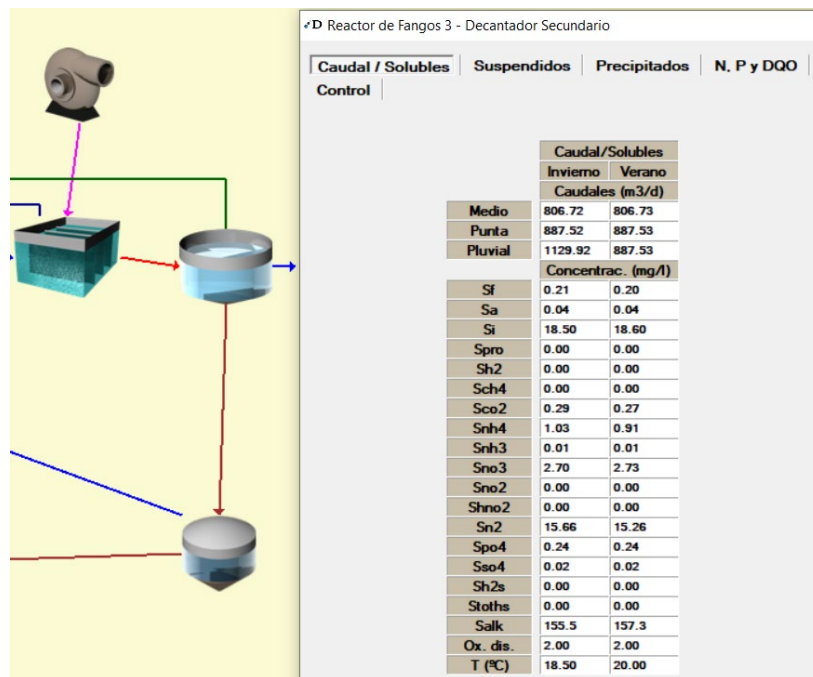 D Reactor de Fangos 3 - Decantador Secundario
Caudal / Solubles Suspendidos Precipitados N, P y DQO
Control
Caudal/Solubles
Invierno Verano
Caudales (m3/d)
Medio 806.72 806.73
Punta 887.52 887.53
Pluvial 1129.92 887.53
Concentrac. (mg/l)
Sf 0.21 0.20
Sa 0.04 0.04
Si 18.50 18.60
Spro 0.00 0.00
Sh2 0.00 0.00
Sch4 0.00 0.00
Sco2 0.29 0.27
Snh4 1.03 0.91
Snh3 0.01 0.01
Sno3 2.70 2.73
Sno2 0.00 0.00
Shno2 0.00 0.00
Sn2 15.66 15.26
Spo4 0.24 0.24
Sso4 0.02 0.02
Sh2s 0.00 0.00
Stoths 0.00 0.00
Salk 155.5 157.3
Ox. dis. 2.00 2.00
T (ºC) 18.50 20.00